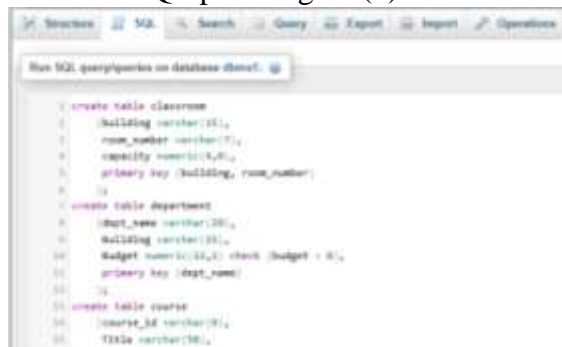 Structure SQL Search Query Export Import Operations
Run SQL query/queries on database dbms1.
1 create table classroom
2 (building varchar(15),
3 room_number varchar(7),
4 capacity numeric(4,0),
5 primary key (building, room_number)
6 );
7 create table department
8 (dept_name varchar(20),
9 Building varchar(15),
10 Budget numeric(12,2) check (budget > 0),
11 primary key (dept_name)
12 );
13 create table course
14 (course_id varchar(8),
15 Title varchar(50),